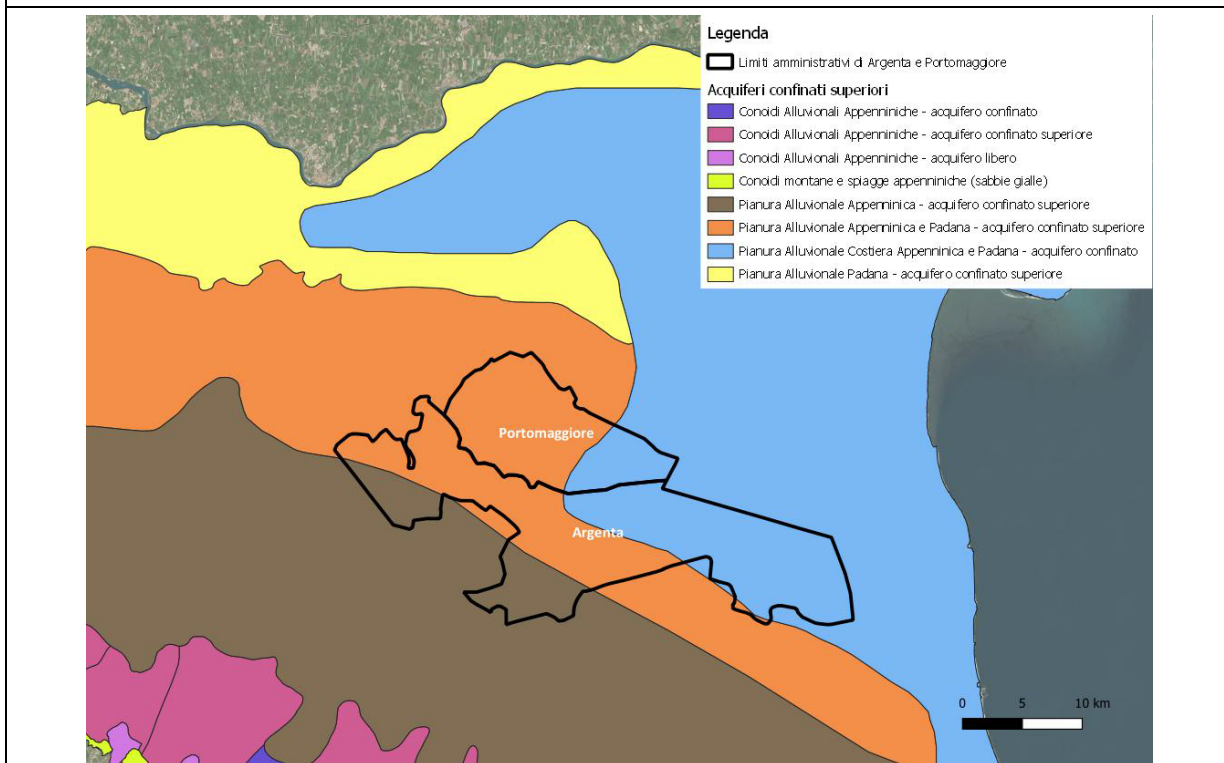 Legenda
Limiti amministrativi di Argenta e Portomaggiore
Acquiferi confinati superiori
Conoidi Alluvionali Appenniniche - acquifero confinato
Conoidi Alluvionali Appenniniche - acquifero confinato superiore
Conoidi Alluvionali Appenniniche - acquifero libero
Conoidi montane e spiagge appenniniche (sabbie gialle)
Pianura Alluvionale Appenninica - acquifero confinato superiore
Pianura Alluvionale Appenninica e Padana - acquifero confinato superiore
Pianura Alluvionale Costiera Appenninica e Padana - acquifero confinato
Pianura Alluvionale Padana - acquifero confinato superiore
Portomaggiore
Argenta
0 5 10 km